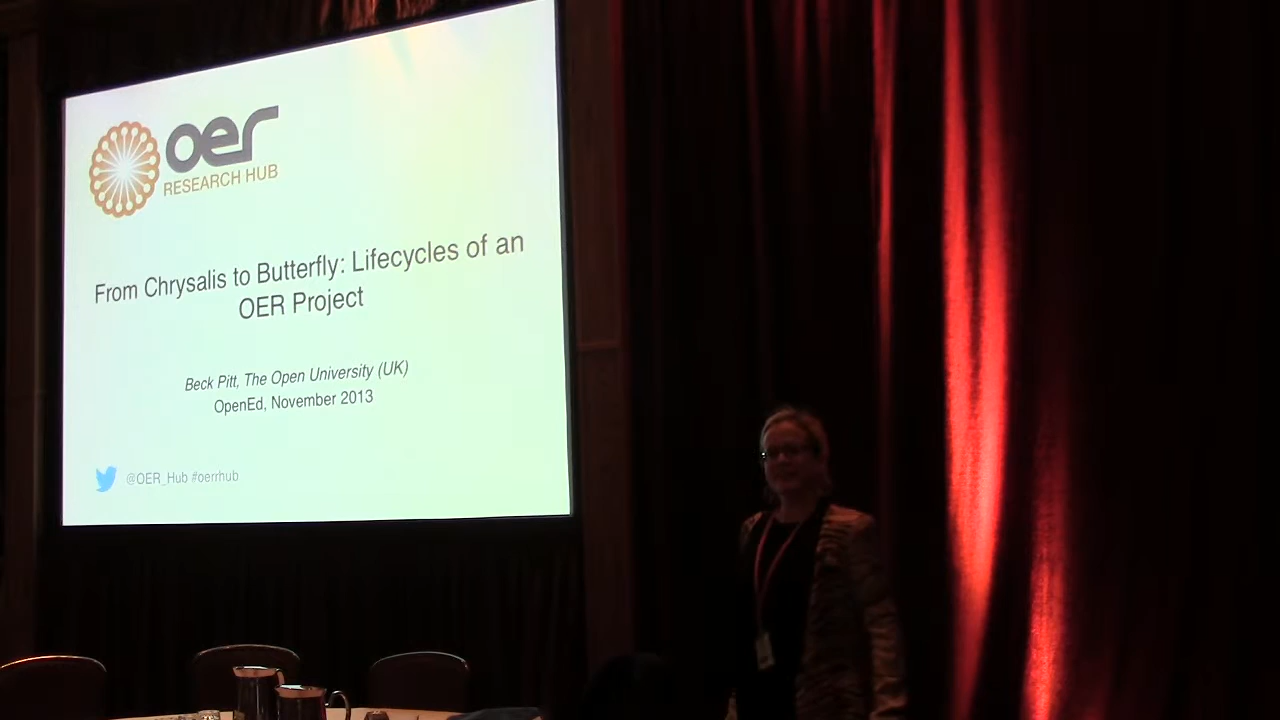 oer
RESEARCH HUB
From Chrysalis to Butterfly: Lifecycles of an
OER Project
Beck Pitt, The Open University (UK)
OpenEd, November 2013
@OER_Hub #oerrhub